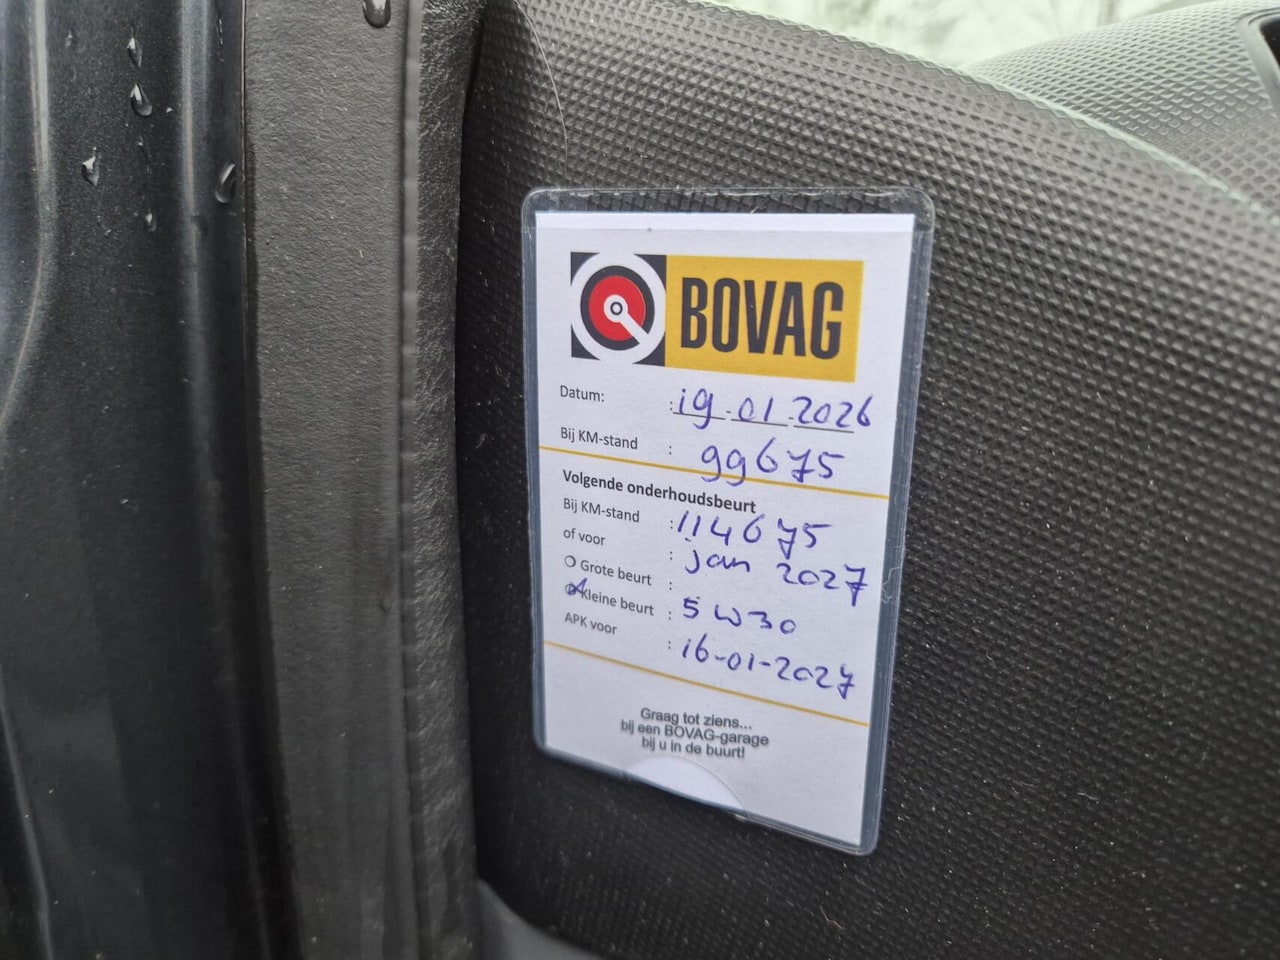 BOVAG
Datum: : 19-01-2026
Bij KM-stand : 99675
Volgende onderhoudsbeurt
Bij KM-stand : 114675
of voor : jan 2027
Grote beurt :
Kleine beurt : 5W30
APK voor : 16-01-2027
Graag tot ziens...
bij een BOVAG-garage
bij u in de buurt!